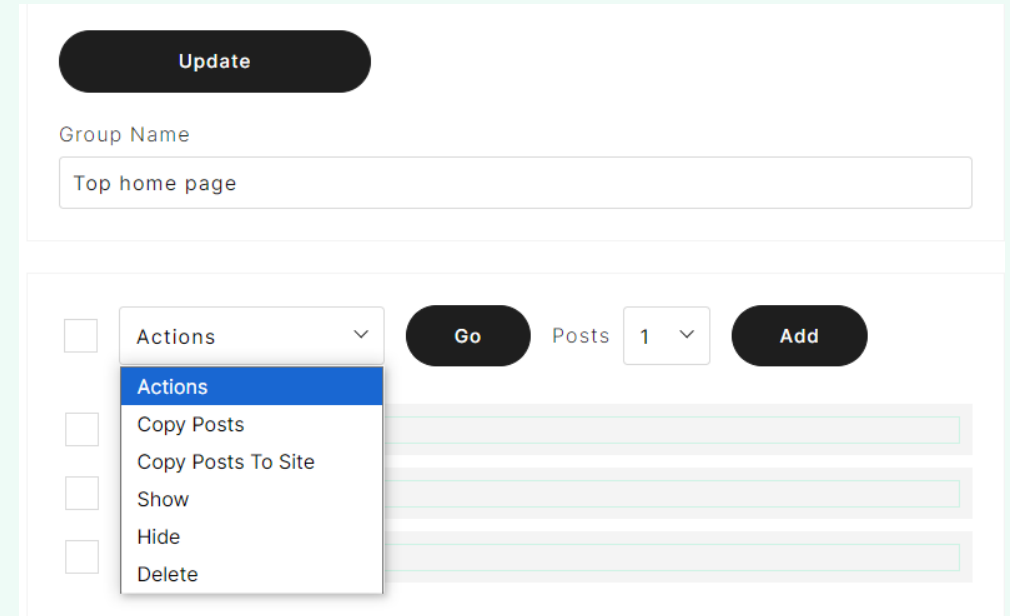 Update
Group Name
Top home page
Actions Go Posts 1 Add
Actions
Copy Posts
Copy Posts To Site
Show
Hide
Delete